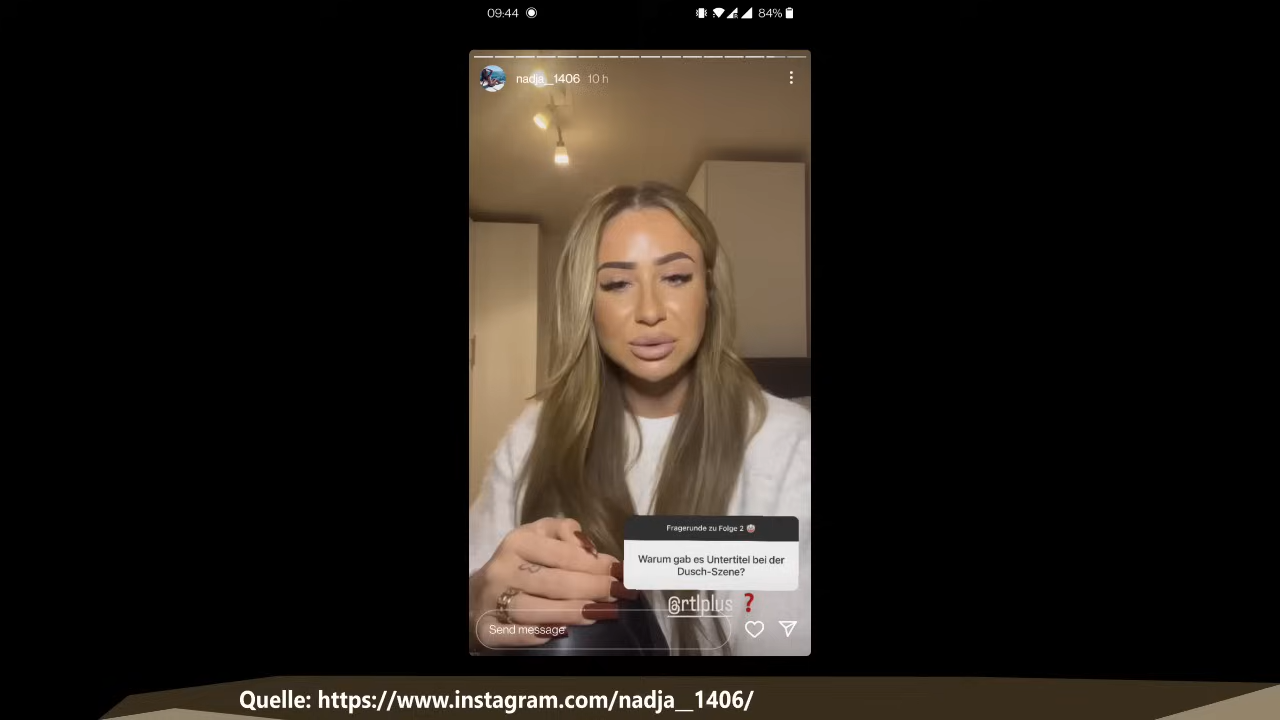 09:44
84%
nadja__1406 10 h
Fragerunde zu Folge 2
Warum gab es Untertitel bei der
Dusch-Szene?
@rtlplus ❓
Send message
Quelle: https://www.instagram.com/nadja__1406/